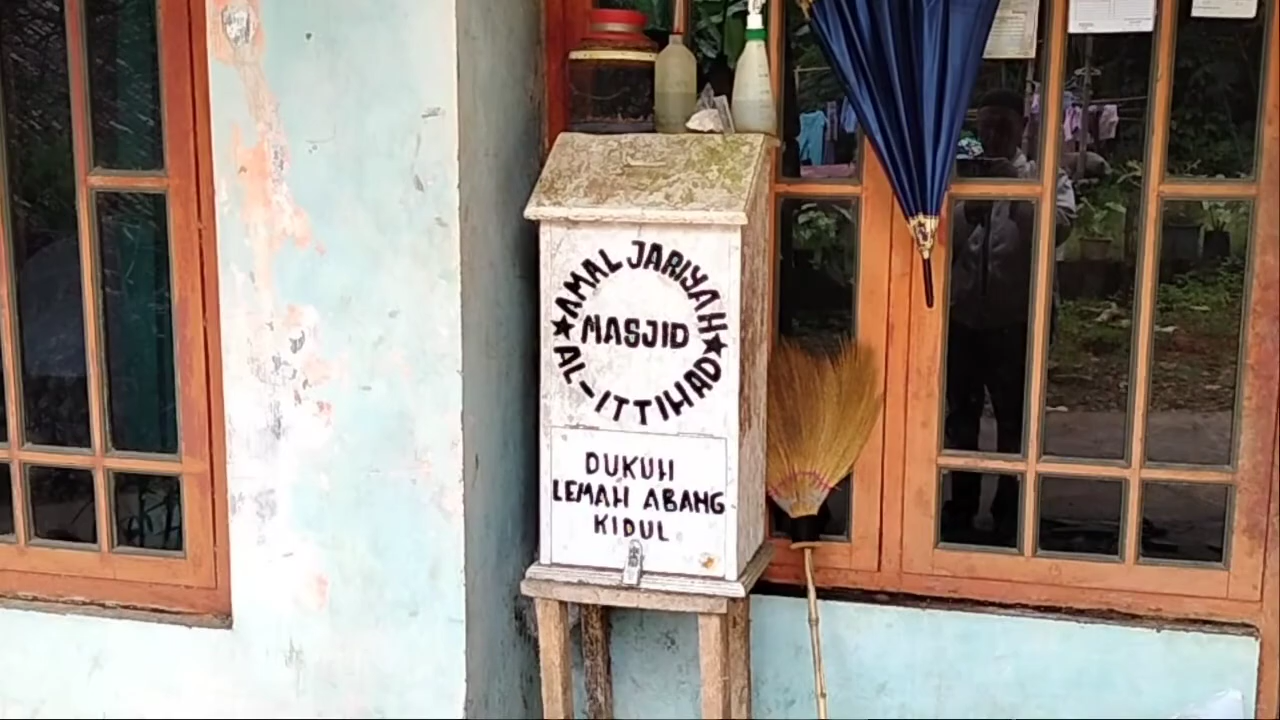 AMAL JARIYAH
MASJID
AL-ITTIHAD
DUKUH
LEMAH ABANG
KIDUL